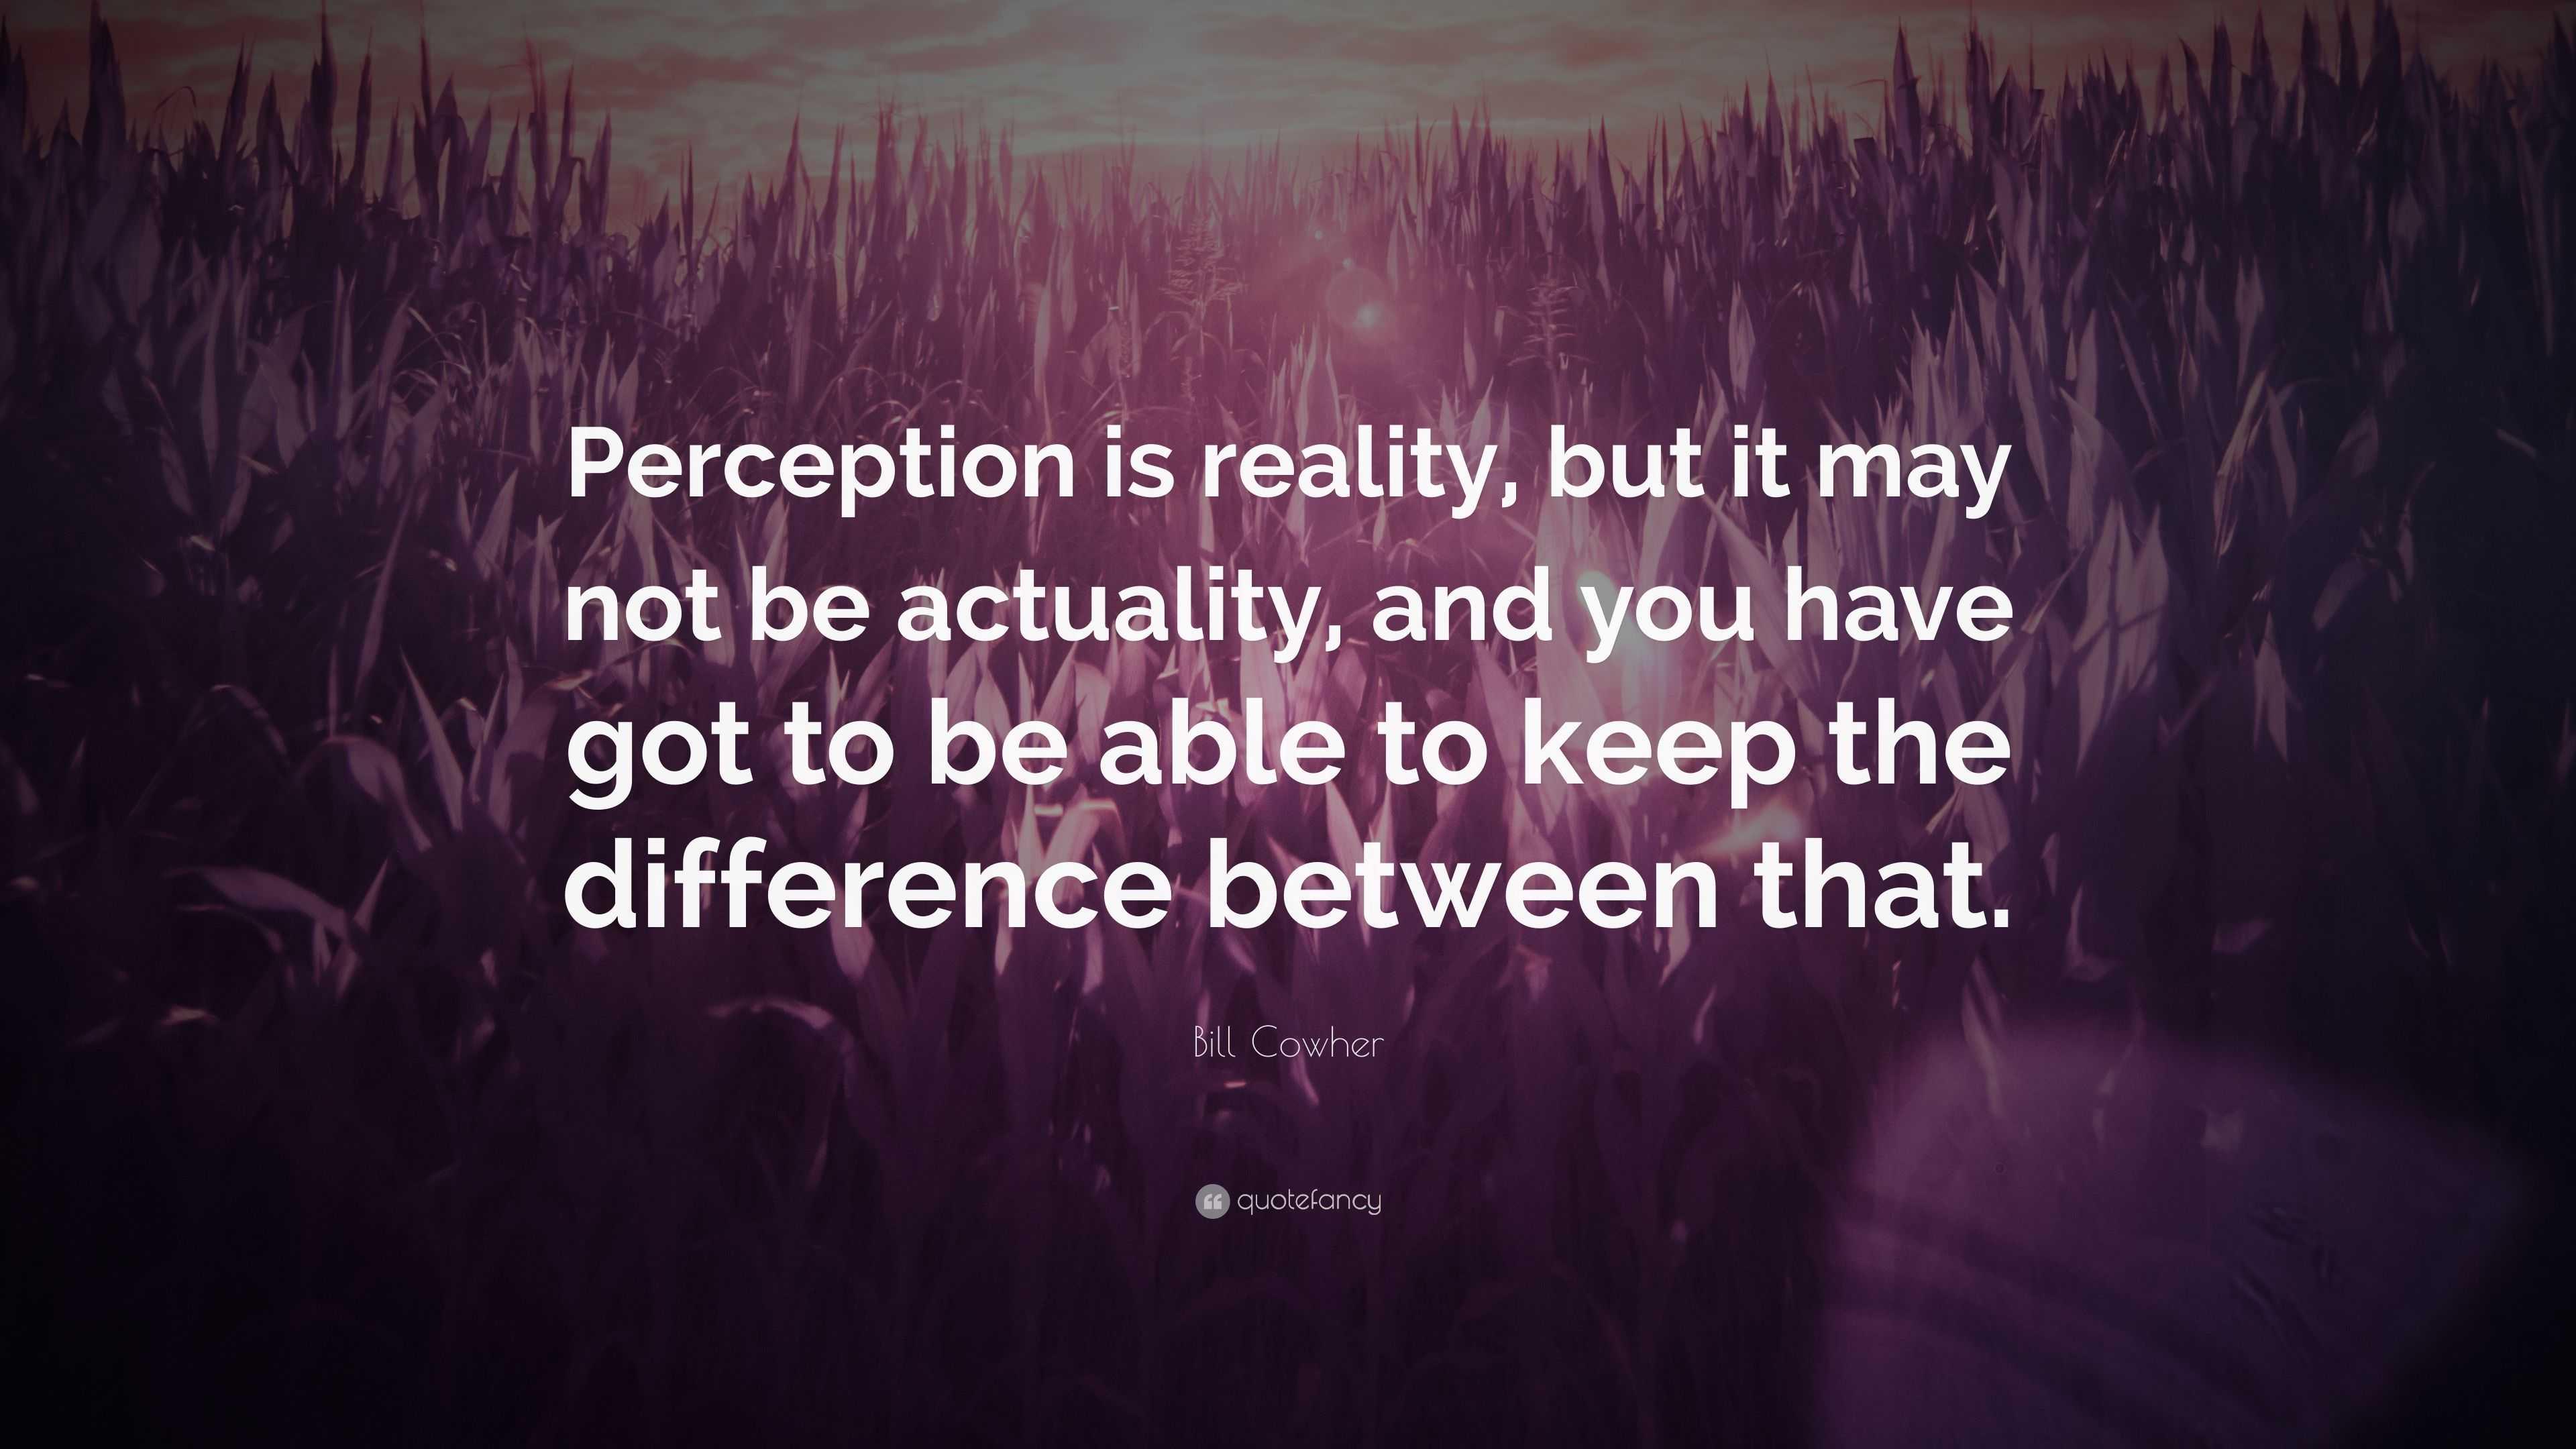 Perception is reality, but it may
not be actuality, and you have
got to be able to keep the
difference between that.
Bill Cowher
quotefancy